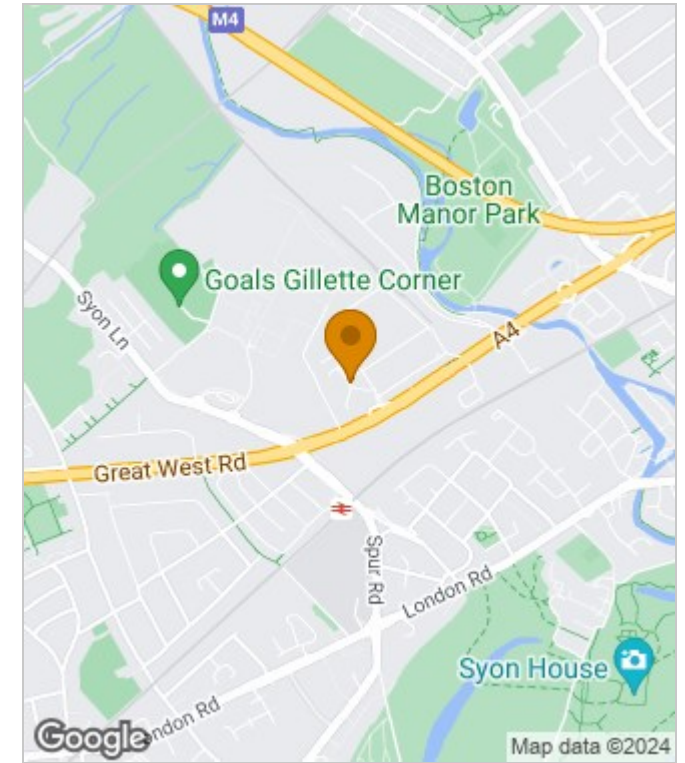 M4
Boston
Manor Park
Goals Gillette Corner
Syon Ln
A4
Great West Rd
Spur Rd
London Rd
Syon House
ondon Rd
Google
Map data ©2024